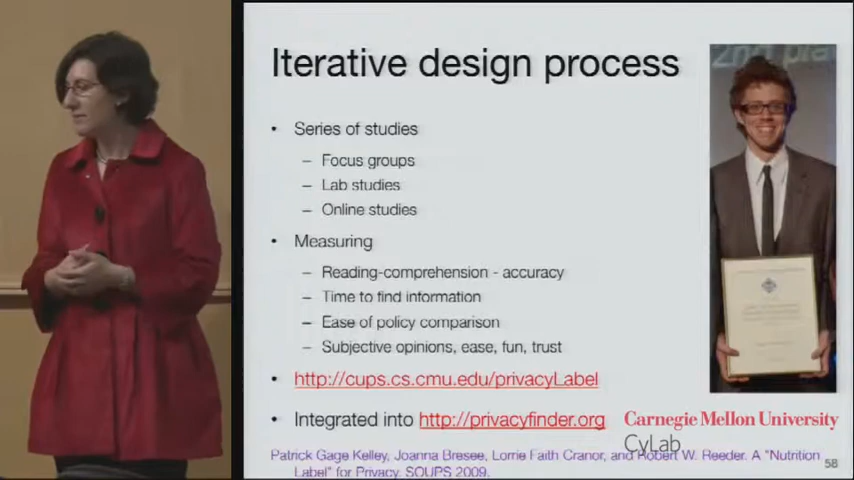 Iterative design process
2nd pla
• Series of studies
– Focus groups
– Lab studies
– Online studies
• Measuring
– Reading-comprehension - accuracy
– Time to find information
– Ease of policy comparison
– Subjective opinions, ease, fun, trust
• http://cups.cs.cmu.edu/privacyLabel
• Integrated into http://privacyfinder.org
Carnegie Mellon University
CyLab
Patrick Gage Kelley, Joanna Bresee, Lorrie Faith Cranor, and Robert W. Reeder. A "Nutrition
Label" for Privacy. SOUPS 2009.
58